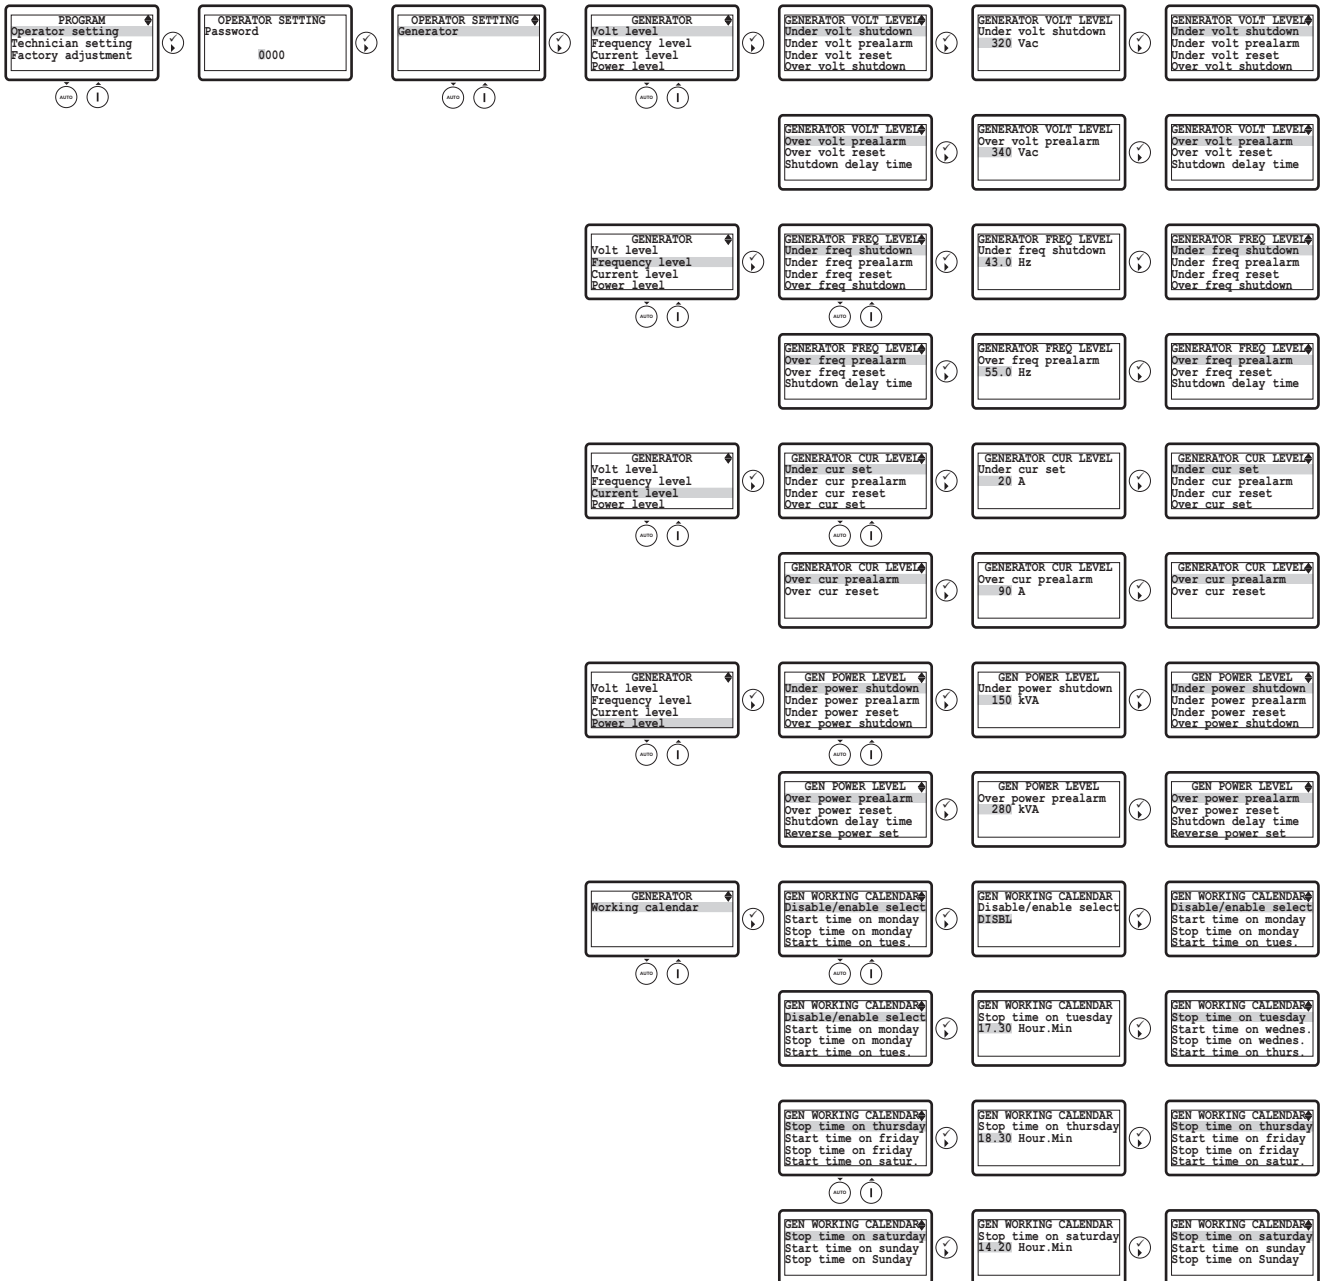 PROGRAM
Operator setting
Technician setting
Factory adjustment
AUTO
I
OPERATOR SETTING
Password
0000
OPERATOR SETTING
Generator
AUTO
I
GENERATOR
Volt level
Frequency level
Current level
Power level
AUTO
I
GENERATOR VOLT LEVEL
Under volt shutdown
Under volt prealarm
Under volt reset
Over volt shutdown
GENERATOR VOLT LEVEL
Under volt shutdown
320 Vac
GENERATOR VOLT LEVEL
Under volt shutdown
Under volt prealarm
Under volt reset
Over volt shutdown
GENERATOR VOLT LEVEL
Over volt prealarm
Over volt reset
Shutdown delay time
GENERATOR VOLT LEVEL
Over volt prealarm
340 Vac
GENERATOR VOLT LEVEL
Over volt prealarm
Over volt reset
Shutdown delay time
GENERATOR
Volt level
Frequency level
Current level
Power level
AUTO
I
GENERATOR FREQ LEVEL
Under freq shutdown
Under freq prealarm
Under freq reset
Over freq shutdown
AUTO
I
GENERATOR FREQ LEVEL
Under freq shutdown
43.0 Hz
GENERATOR FREQ LEVEL
Under freq shutdown
Under freq prealarm
Under freq reset
Over freq shutdown
GENERATOR FREQ LEVEL
Over freq prealarm
Over freq reset
Shutdown delay time
GENERATOR FREQ LEVEL
Over freq prealarm
55.0 Hz
GENERATOR FREQ LEVEL
Over freq prealarm
Over freq reset
Shutdown delay time
GENERATOR
Volt level
Frequency level
Current level
Power level
AUTO
I
GENERATOR CUR LEVEL
Under cur set
Under cur prealarm
Under cur reset
Over cur set
AUTO
I
GENERATOR CUR LEVEL
Under cur set
20 A
GENERATOR CUR LEVEL
Under cur set
Under cur prealarm
Under cur reset
Over cur set
GENERATOR CUR LEVEL
Over cur prealarm
Over cur reset
GENERATOR CUR LEVEL
Over cur prealarm
90 A
GENERATOR CUR LEVEL
Over cur prealarm
Over cur reset
GENERATOR
Volt level
Frequency level
Current level
Power level
AUTO
I
GEN POWER LEVEL
Under power shutdown
Under power prealarm
Under power reset
Over power shutdown
AUTO
I
GEN POWER LEVEL
Under power shutdown
150 kVA
GEN POWER LEVEL
Under power shutdown
Under power prealarm
Under power reset
Over power shutdown
GEN POWER LEVEL
Over power prealarm
Over power reset
Shutdown delay time
Reverse power set
GEN POWER LEVEL
Over power prealarm
280 kVA
GEN POWER LEVEL
Over power prealarm
Over power reset
Shutdown delay time
Reverse power set
GENERATOR
Working calendar
AUTO
I
GEN WORKING CALENDAR
Disable/enable select
Start time on monday
Stop time on monday
Start time on tues.
AUTO
I
GEN WORKING CALENDAR
Disable/enable select
DISBL
GEN WORKING CALENDAR
Disable/enable select
Start time on monday
Stop time on monday
Start time on tues.
GEN WORKING CALENDAR
Disable/enable select
Start time on monday
Stop time on monday
Start time on tues.
GEN WORKING CALENDAR
Stop time on tuesday
17.30 Hour.Min
GEN WORKING CALENDAR
Stop time on tuesday
Start time on wednes.
Stop time on wednes.
Start time on thurs.
GEN WORKING CALENDAR
Stop time on thursday
Start time on friday
Stop time on friday
Start time on satur.
AUTO
I
GEN WORKING CALENDAR
Stop time on thursday
18.30 Hour.Min
GEN WORKING CALENDAR
Stop time on thursday
Start time on friday
Stop time on friday
Start time on satur.
GEN WORKING CALENDAR
Stop time on saturday
Start time on sunday
Stop time on Sunday
GEN WORKING CALENDAR
Stop time on saturday
14.20 Hour.Min
GEN WORKING CALENDAR
Stop time on saturday
Start time on sunday
Stop time on Sunday